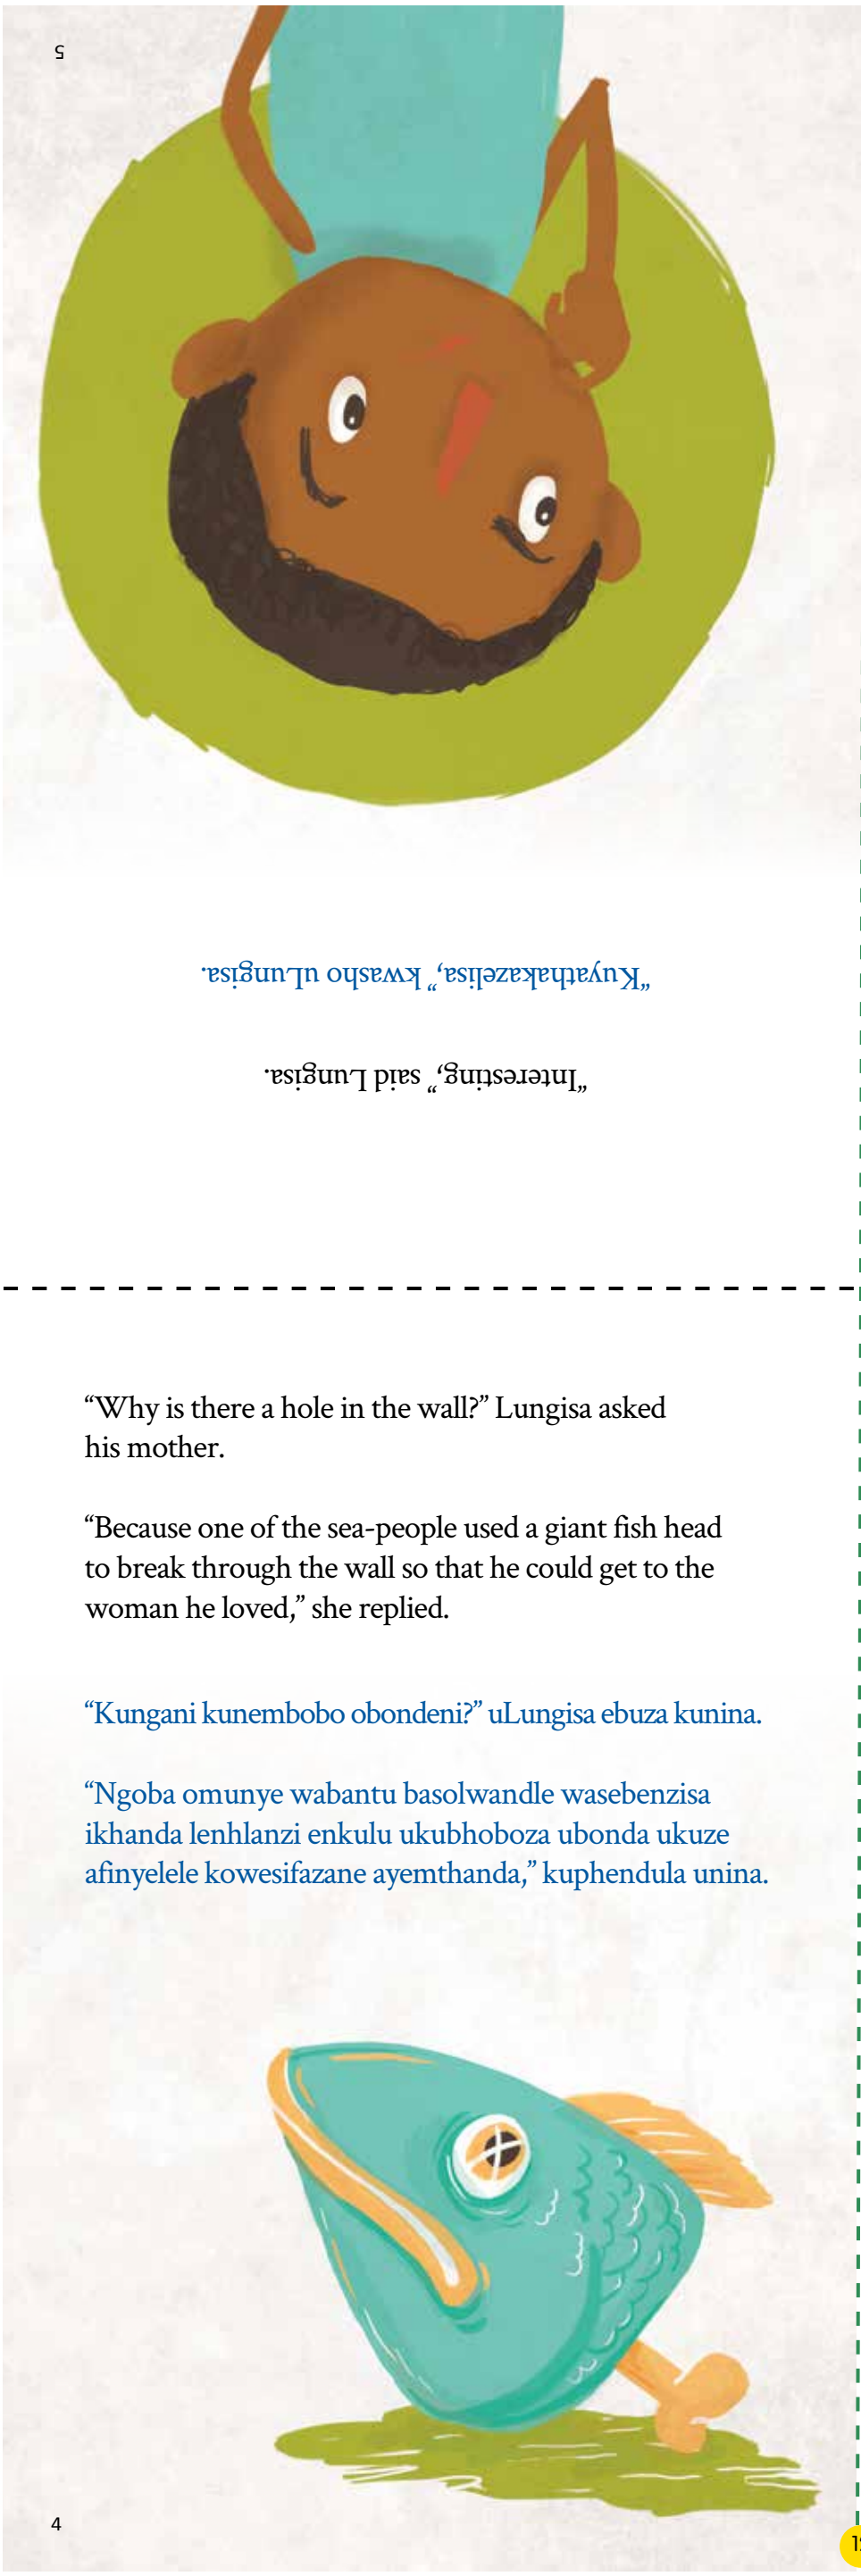 5
“Kuyathakazelisa,” kwasho uLungisa.
“Interesting,” said Lungisa.
“Why is there a hole in the wall?” Lungisa asked
his mother.
“Because one of the sea-people used a giant fish head
to break through the wall so that he could get to the
woman he loved,” she replied.
“Kungani kunembobo obondeni?” uLungisa ebuza kunina.
“Ngoba omunye wabantu basolwandle wasebenzisa
ikhanda lenhlanzi enkulu ukubhoboza ubonda ukuze
afinyelele kowesifazane ayemthanda,” kuphendula unina.
4